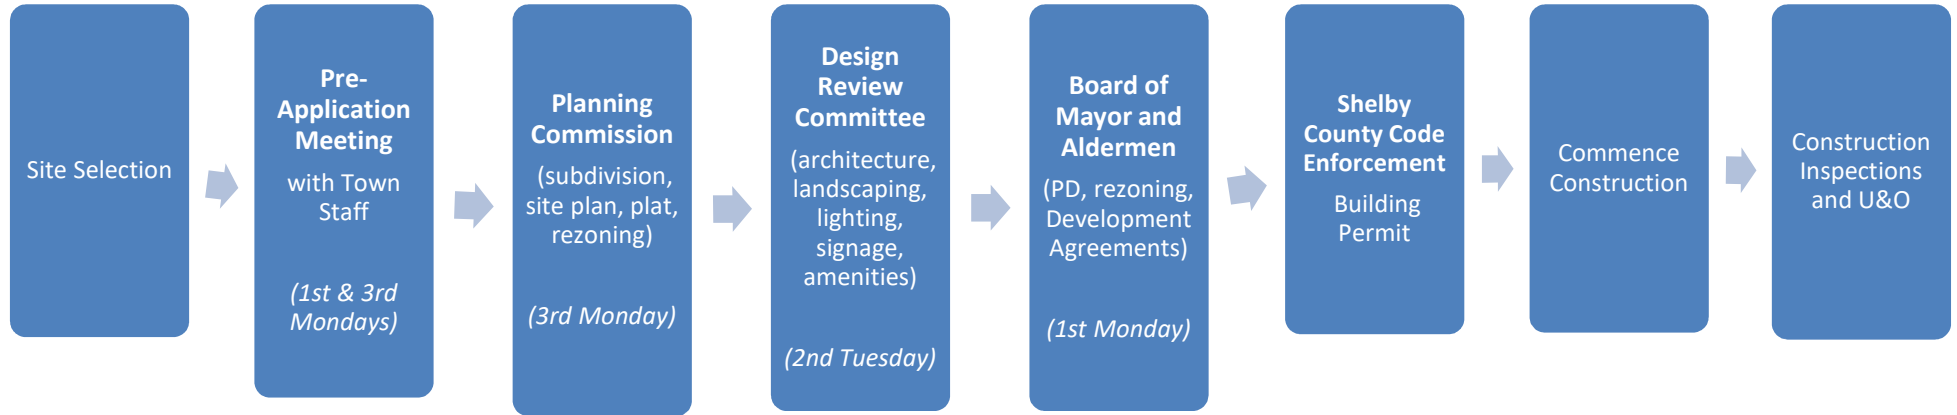 Site Selection
Pre-
Application
Meeting
with Town
Staff
(1st & 3rd
Mondays)
Planning
Commission
(subdivision,
site plan, plat,
rezoning)
(3rd Monday)
Design
Review
Committee
(architecture,
landscaping,
lighting,
signage,
amenities)
(2nd Tuesday)
Board of
Mayor and
Aldermen
(PD, rezoning,
Development
Agreements)
(1st Monday)
Shelby
County Code
Enforcement
Building
Permit
Commence
Construction
Construction
Inspections
and U&O